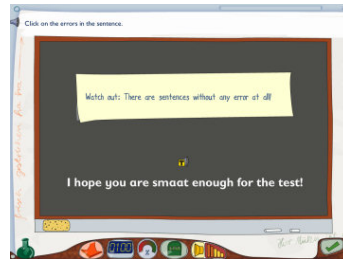 Click on the errors in the sentence.
Watch out: There are sentences without any error at all!
I hope you are smaat enough for the test!
0100